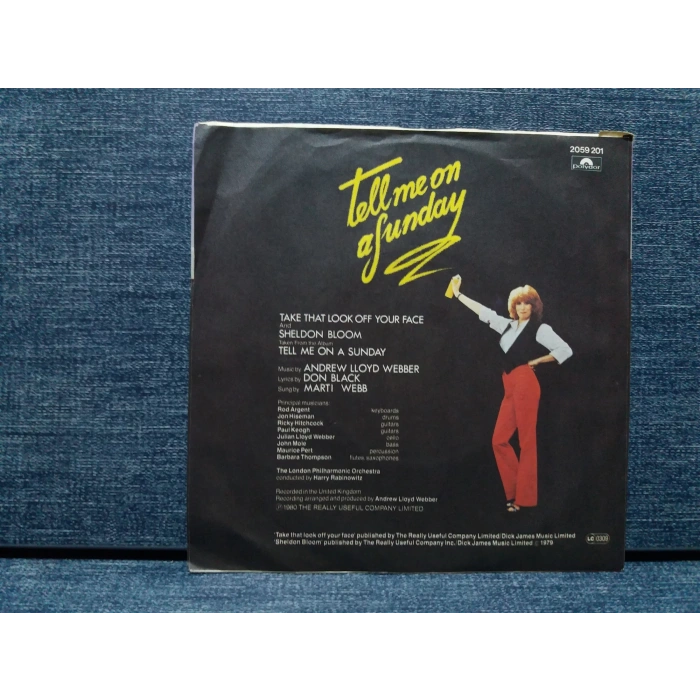 2059 201
polydor
Tell me on
a Sunday
TAKE THAT LOOK OFF YOUR FACE
And
SHELDON BLOOM
Taken From the Album
TELL ME ON A SUNDAY
Music by ANDREW LLOYD WEBBER
Lyrics by DON BLACK
Sung by MARTI WEBB
Principal musicians:
Rod Argent keyboards
Jon Hiseman drums
Ricky Hitchcock guitars
Paul Keogh guitars
Julian Lloyd Webber cello
John Mole bass
Maurice Pert percussion
Barbara Thompson flutes saxophones
The London Philharmonic Orchestra
conducted by Harry Rabinowitz
Recorded in the United Kingdom
Recording arranged and produced by Andrew Lloyd Webber
Ⓟ 1980 THE REALLY USEFUL COMPANY LIMITED
'Take that look off your face' published by The Really Useful Company Limited/Dick James Music Limited
'Sheldon Bloom' published by The Really Useful Company Inc./Dick James Music Limited © 1979
LC 0309